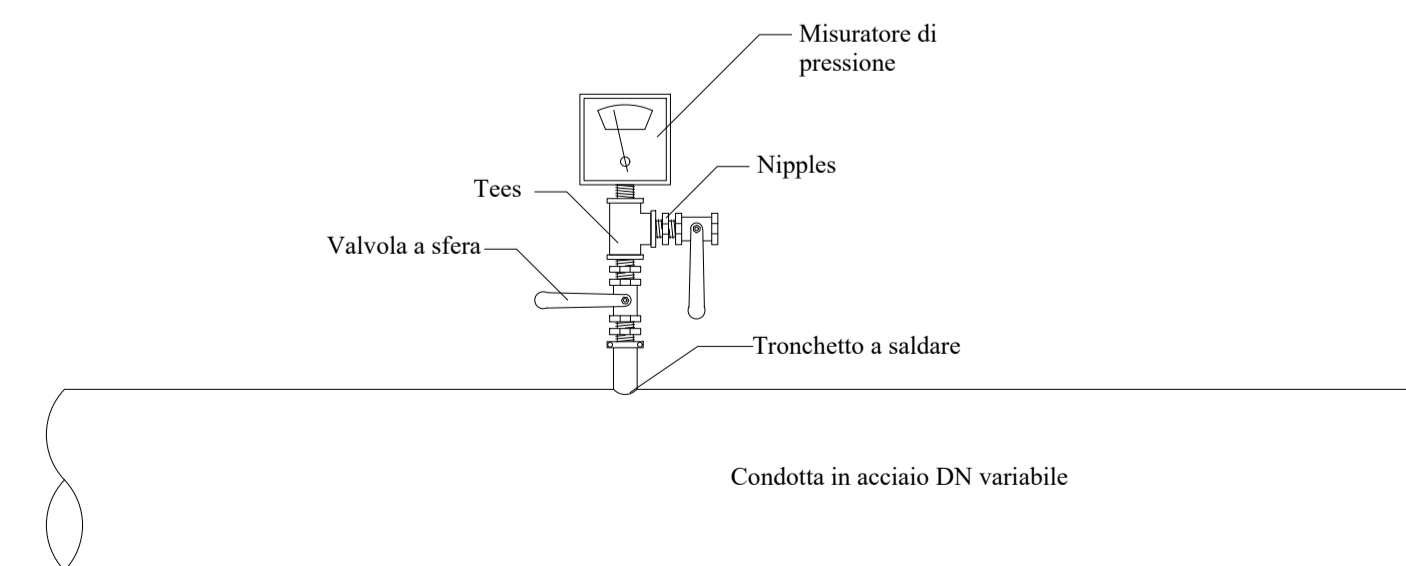 Misuratore di
pressione
Nipples
Tees
Valvola a sfera
Tronchetto a saldare
Condotta in acciaio DN variabile